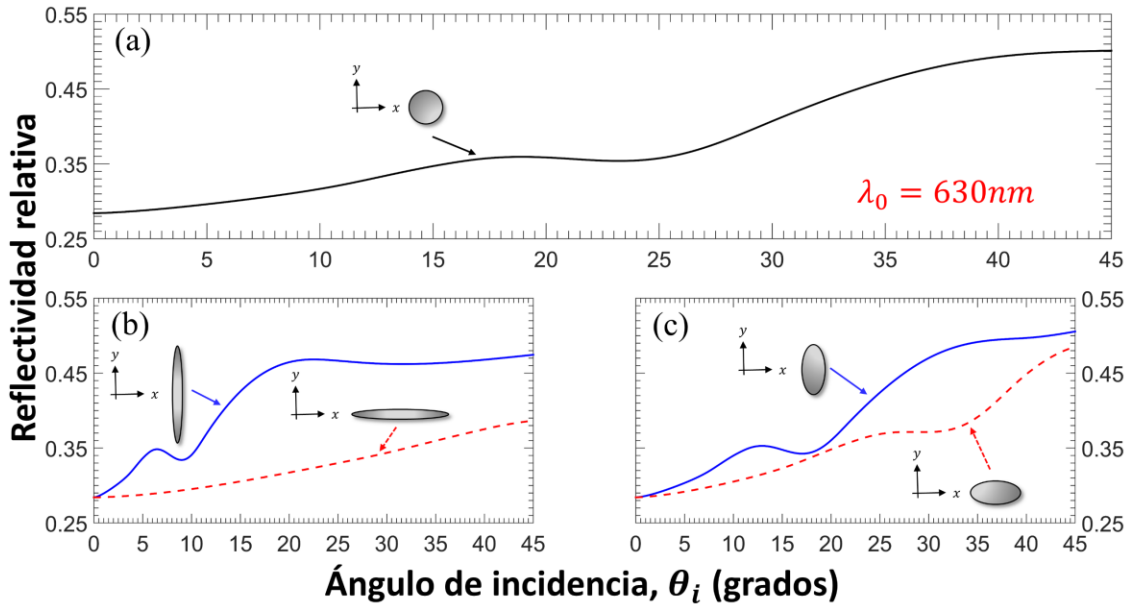 Reflectividad relativa
(a)
0.55
0.45
0.35
0.25
y
x
λ₀ = 630nm
0 5 10 15 20 25 30 35 40 45
(b)
0.55
0.45
0.35
0.25
y
x
y
x
0 5 10 15 20 25 30 35 40 45
(c)
0.55
0.45
0.35
0.25
y
x
y
x
0 5 10 15 20 25 30 35 40 45
Ángulo de incidencia, θᵢ (grados)